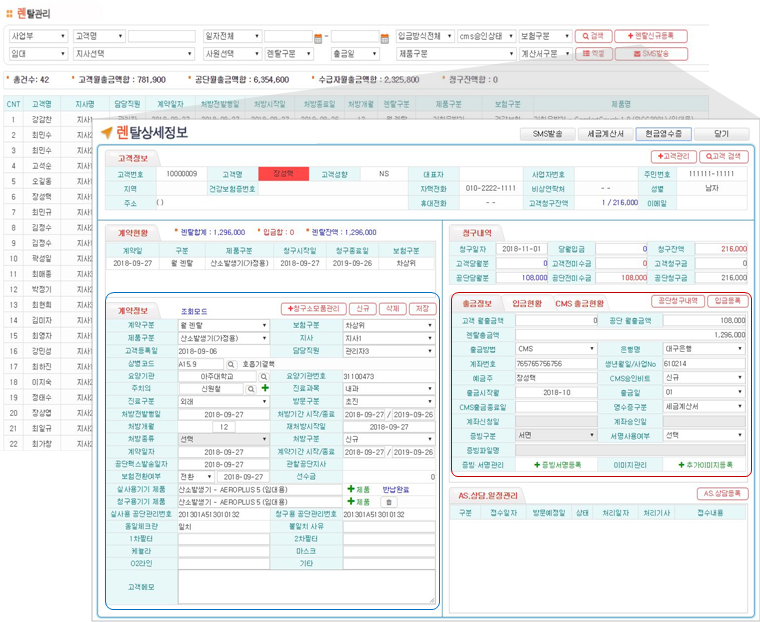 렌탈관리
사업부 고객명 일자전체 ~ 입금방식전체 cms승인상태 보험구분 검색 렌탈신규등록
임대 지사선택 사원선택 렌탈구분 출금일 제품구분 계산서구분 엑셀 SMS발송
총건수: 42 고객월출금액합 : 781,900 공단월출금액합 : 6,354,600 수급자월출금액합 : 2,325,800 청구잔액합 : 0
CNT 고객명 지사명 담당직원 계약일자 처방전발행일 처방시작일 처방종료일 처방개월 렌탈구분 제품구분 보험구분 제품명
1 강감찬 지사1
2 최민수 지사2
3 최민수 지사2
4 고석순 지사
5 오길동 지사
6 장성택 지사
7 최민규 지사
8 김정수 지사
9 김정수 지사
10 곽성일 지사
11 최해종 지사
12 박정기 지사
13 최현희 지사
14 김미자 지사
15 최영자 지사
16 강민성 지사
17 최하진 지사
18 이지숙 지사
19 정태수 지사
20 장삼영 지사
21 최일규 지사
22 최가창 지사
렌탈상세정보 SMS발송 세금계산서 현금영수증 닫기
고객정보 고객관리 고객 검색
고객번호 10000009 고객명 장성택 고객성향 NS 대표자 사업자번호 주민번호 111111-11111
지역 건강보험증번호 자택전화 010-2222-1111 비상연락처 - - 성별 남자
주소 ( ) 휴대전화 - - 고객청구잔액 1 / 216,000 이메일
계약현황 렌탈합계 : 1,296,000 입금합 : 0 렌탈잔액 : 1,296,000
계약일 구분 제품구분 청구시작일 청구종료일 보험구분
2018-09-27 월 렌탈 산소발생기(가정용) 2018-09-27 2019-09-26 차상위
청구내역
청구일자 2018-11-01 당월입금 0 청구잔액 216,000
고객당월분 0 고객전미수금 0 고객청구금 0
공단당월분 108,000 공단전미수금 108,000 공단청구금 216,000
계약정보 조회모드 청구소모품관리 신규 삭제 저장
계약구분 월 렌탈 보험구분 차상위
제품구분 산소발생기(가정용) 지사 지사1
고객등록일 2018-09-06 담당직원 관리자3
상병코드 A15.9 호흡기결핵
요양기관 아주대학교 요양기관번호 31100473
주치의 신원철 진료과목 내과
진료구분 외래 방문구분 초진
처방전발행일 2018-09-27 처방기간 시작/종료 2018-09-27 / 2019-09-26
처방개월 12 재처방시작일 2018-09-27
처방종류 선택 처방구분 신규
계약일자 2018-09-27 계약기간 시작/종료 2018-09-27 / 2019-09-26
공단팩스발송일자 2018-09-27 관할공단지사
보험전환여부 전환 2018-09-27 선수금 0
실사용기기 제품 산소발생기 - AEROPLUS 5 (임대용) 제품 반납완료
청구용기기 제품 산소발생기 - AEROPLUS 5 (임대용) 제품
실사용 공단관리번호 201301A513010132 청구용 공단관리번호 201301A513010132
동일체크란 일치 불일치 사유
1차필터 2차필터
케뉼라 마스크
O2라인 기타
고객메모
출금정보 입금현황 CMS 출금현황 공단청구내역 입금등록
고객 월출금액 0 공단 월출금액 108,000
렌탈출금액 1,296,000
출금방법 CMS 은행명 대구은행
계좌번호 765765756756 생년월일/사업No 610214
예금주 장성택 CMS승인비트 신규
출금시작월 2018-10 출금일 01
CMS출금종료일 영수증구분 세금계산서
계좌신청일 계좌승인일
증빙구분 서면 서명사용여부 선택
증빙파일명
증빙 서명관리 증빙서명등록 이미지관리 추가이미지등록
AS,상담,일정관리 AS,상담등록
구분 접수일자 방문예정일 상태 처리일자 처리기사 접수내용